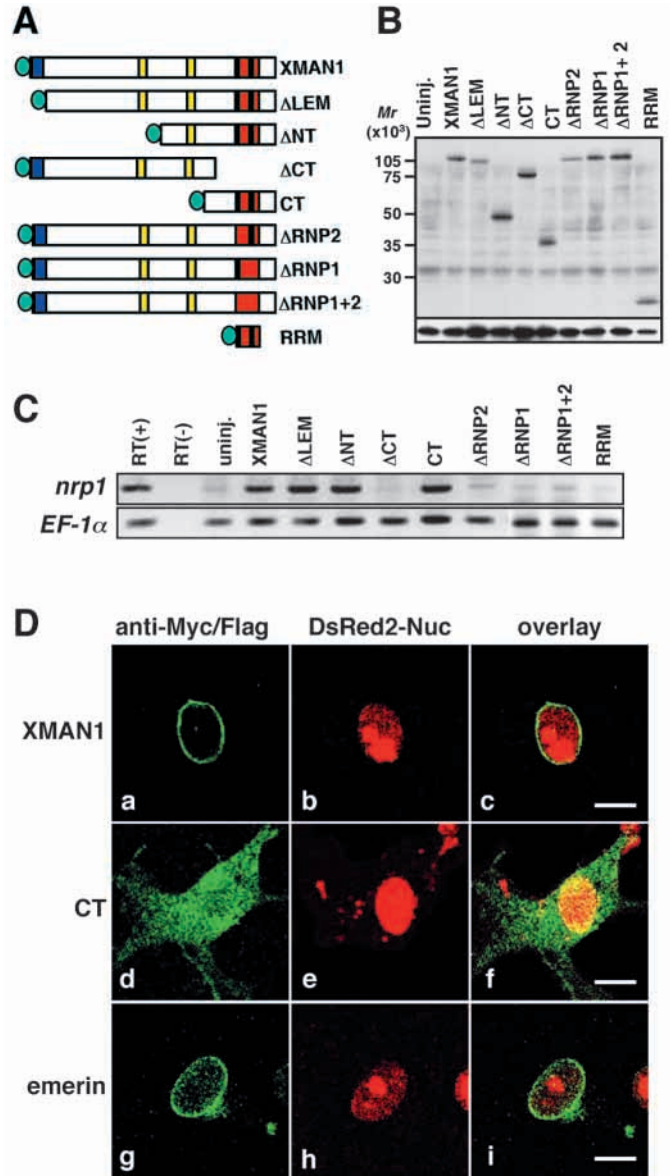 A
XMAN1
ΔLEM
ΔNT
ΔCT
CT
ΔRNP2
ΔRNP1
ΔRNP1+2
RRM
B
Uninj.
XMAN1
ΔLEM
ΔNT
ΔCT
CT
ΔRNP2
ΔRNP1
ΔRNP1+ 2
RRM
Mr
(x10³)
105
75
50
35
30
C
RT(+)
RT(-)
uninj.
XMAN1
ΔLEM
ΔNT
ΔCT
CT
ΔRNP2
ΔRNP1
ΔRNP1+2
RRM
nrp1
EF-1α
D
anti-Myc/Flag DsRed2-Nuc overlay
XMAN1
a b c
CT
d e f
emerin
g h i